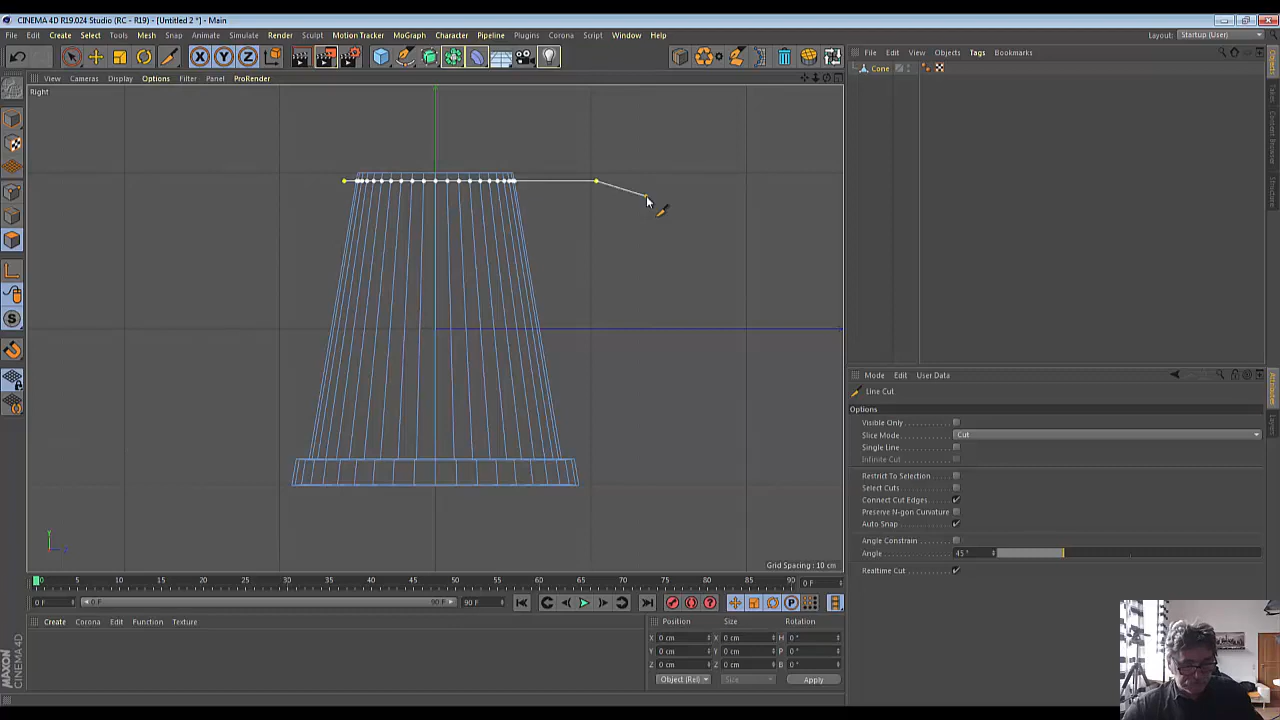 CINEMA 4D R19.024 Studio (RC - R19) - [Untitled 2 *] - Main
File Edit Create Select Tools Mesh Snap Animate Simulate Render Sculpt Motion Tracker MoGraph Character Pipeline Plugins Corona Script Window Help
Layout: Startup (User)
View Cameras Display Options Filter Panel ProRender
File Edit View Objects Tags Bookmarks
Right
Cone
Mode Edit User Data
Line Cut
Options
Visible Only
Slice Mode Cut
Single Line
Infinite Cut
Restrict To Selection
Select Cuts
Connect Cut Edges
Preserve N-gon Curvature
Auto Snap
Angle Constrain
Angle 45 °
Realtime Cut
Y
Z
Grid Spacing : 10 cm
0 5 10 15 20 25 30 35 40 45 50 55 60 65 70 75 80 85 90 0 F
0 F 0 F 90 F 90 F
Create Corona Edit Function Texture
Position Size Rotation
X 0 cm X 0 cm H 0 °
Y 0 cm Y 0 cm P 0 °
Z 0 cm Z 0 cm B 0 °
Object (Rel) Size Apply
MAXON
CINEMA 4D